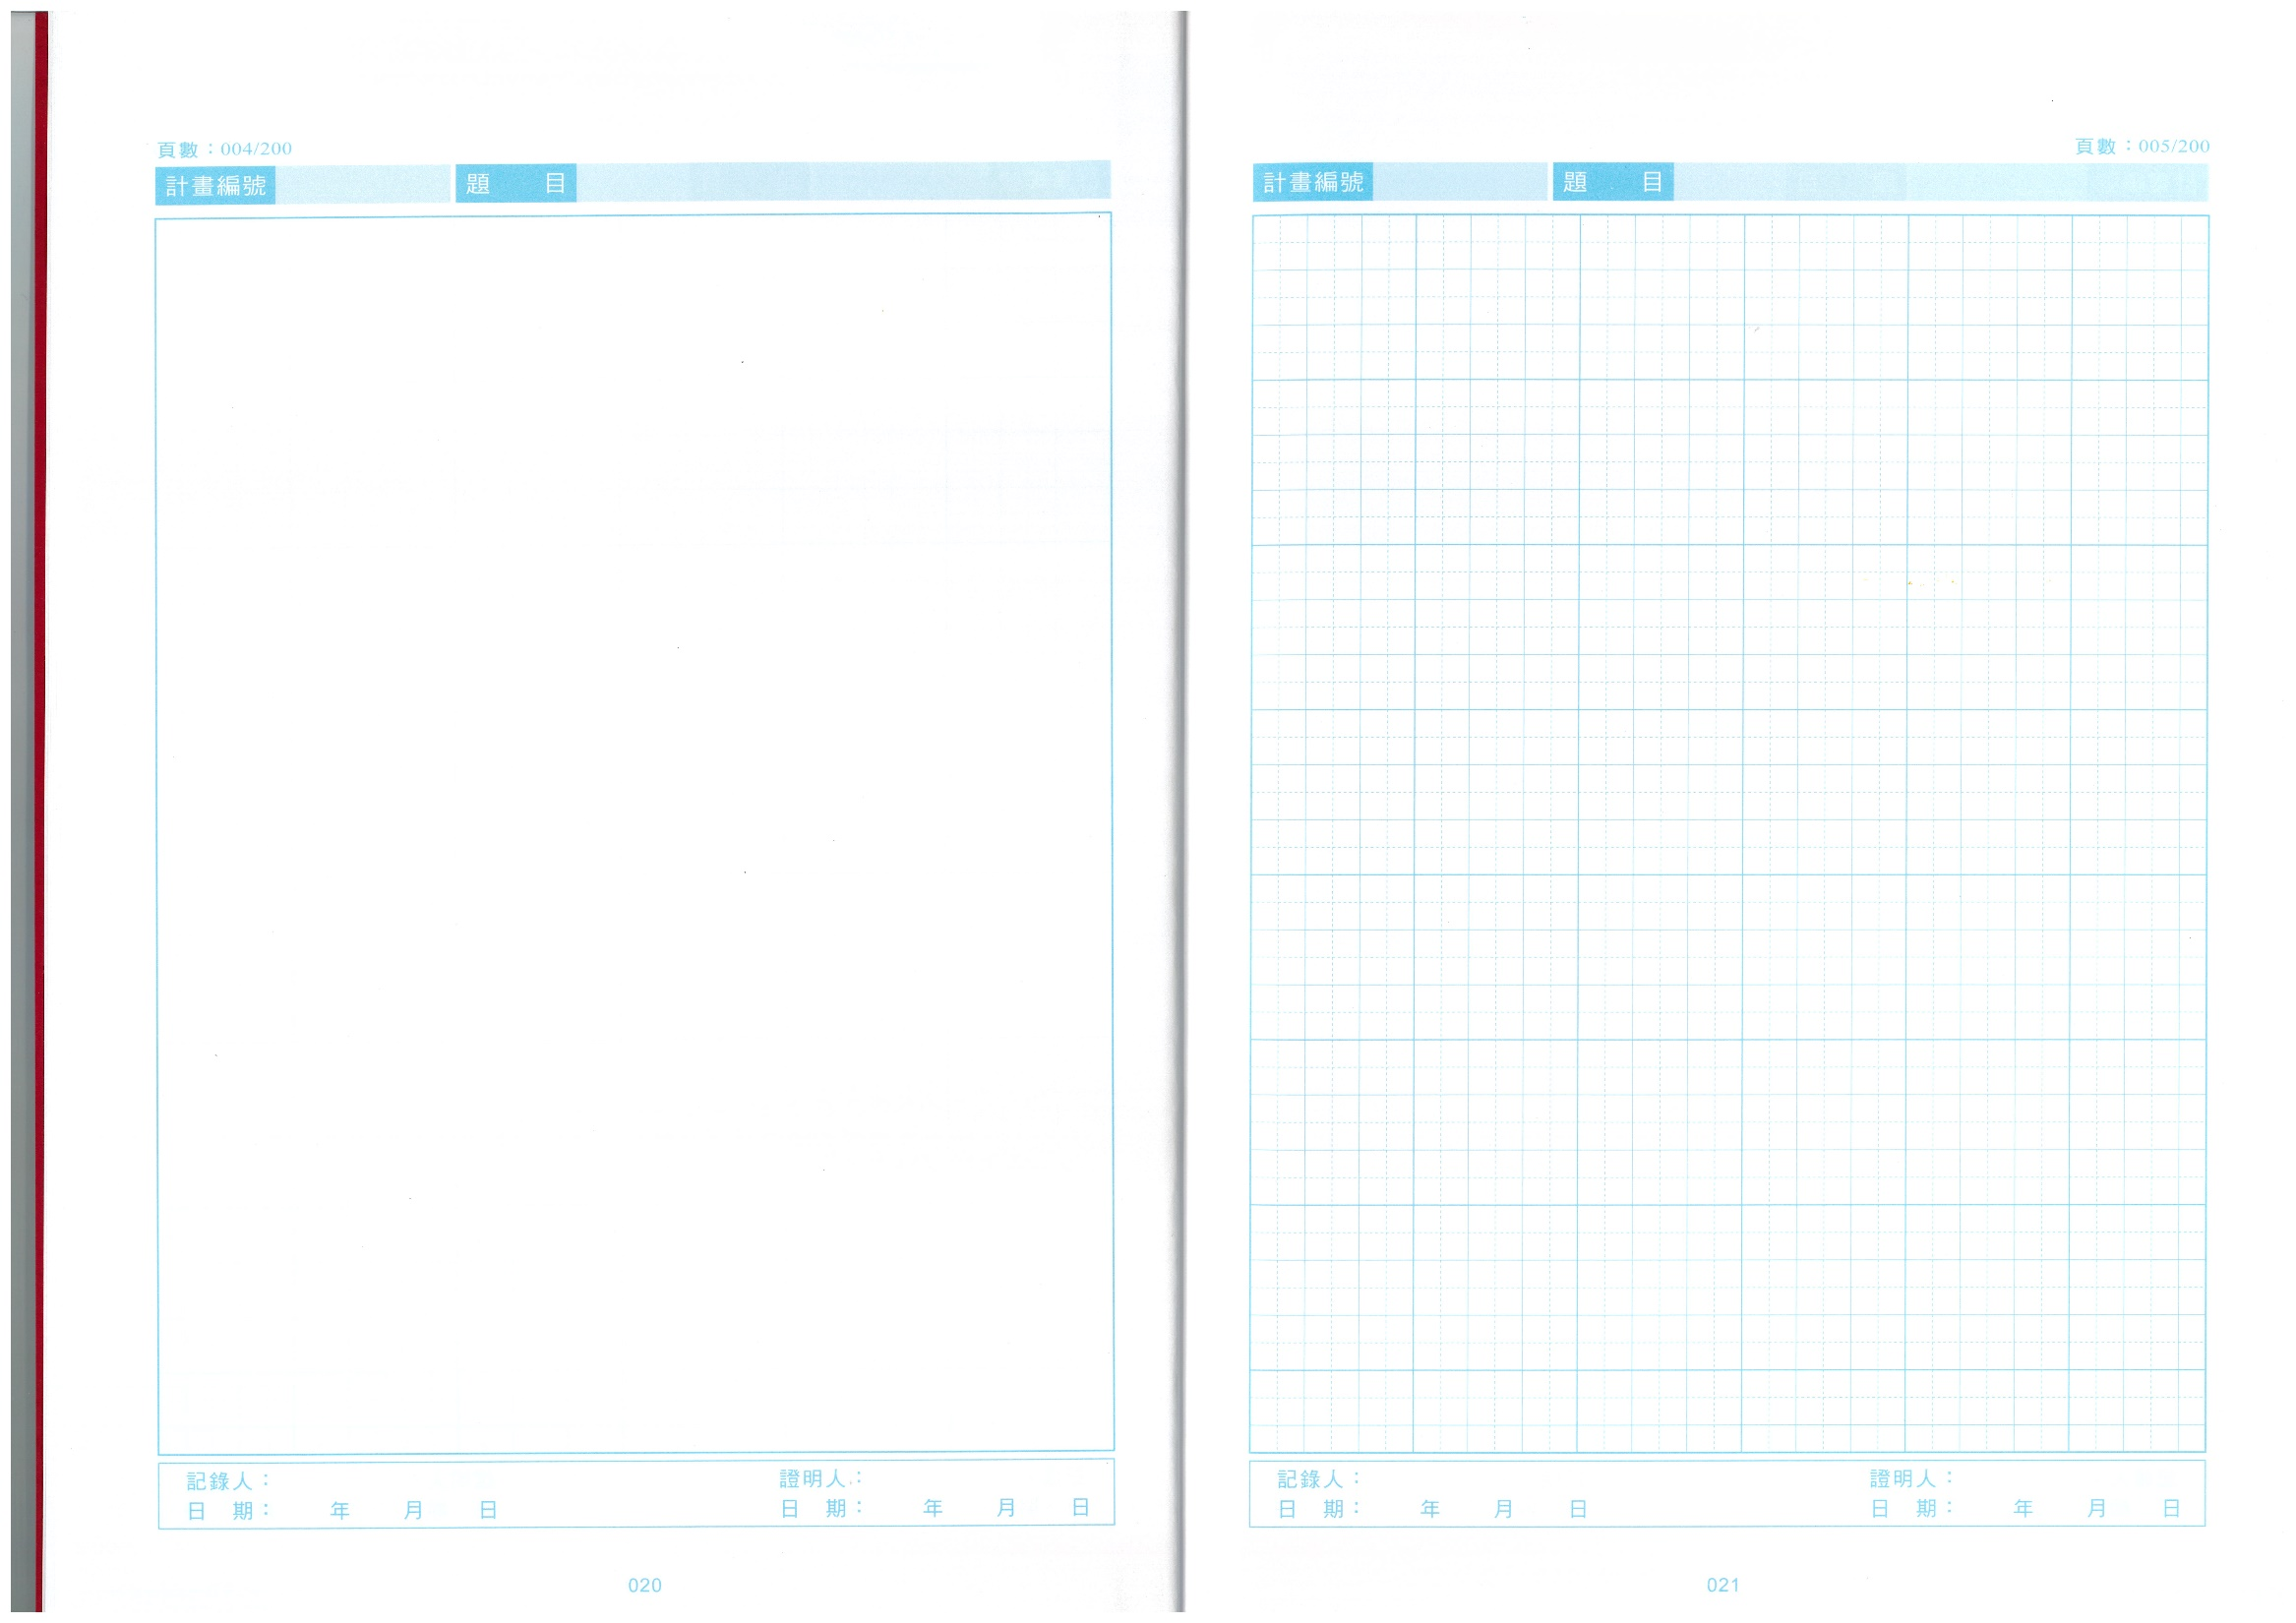 頁數：004/200
計畫編號 題 目
記錄人： 證明人：
日 期： 年 月 日 日 期： 年 月 日
020
頁數：005/200
計畫編號 題 目
記錄人： 證明人：
日 期： 年 月 日 日 期： 年 月 日
021